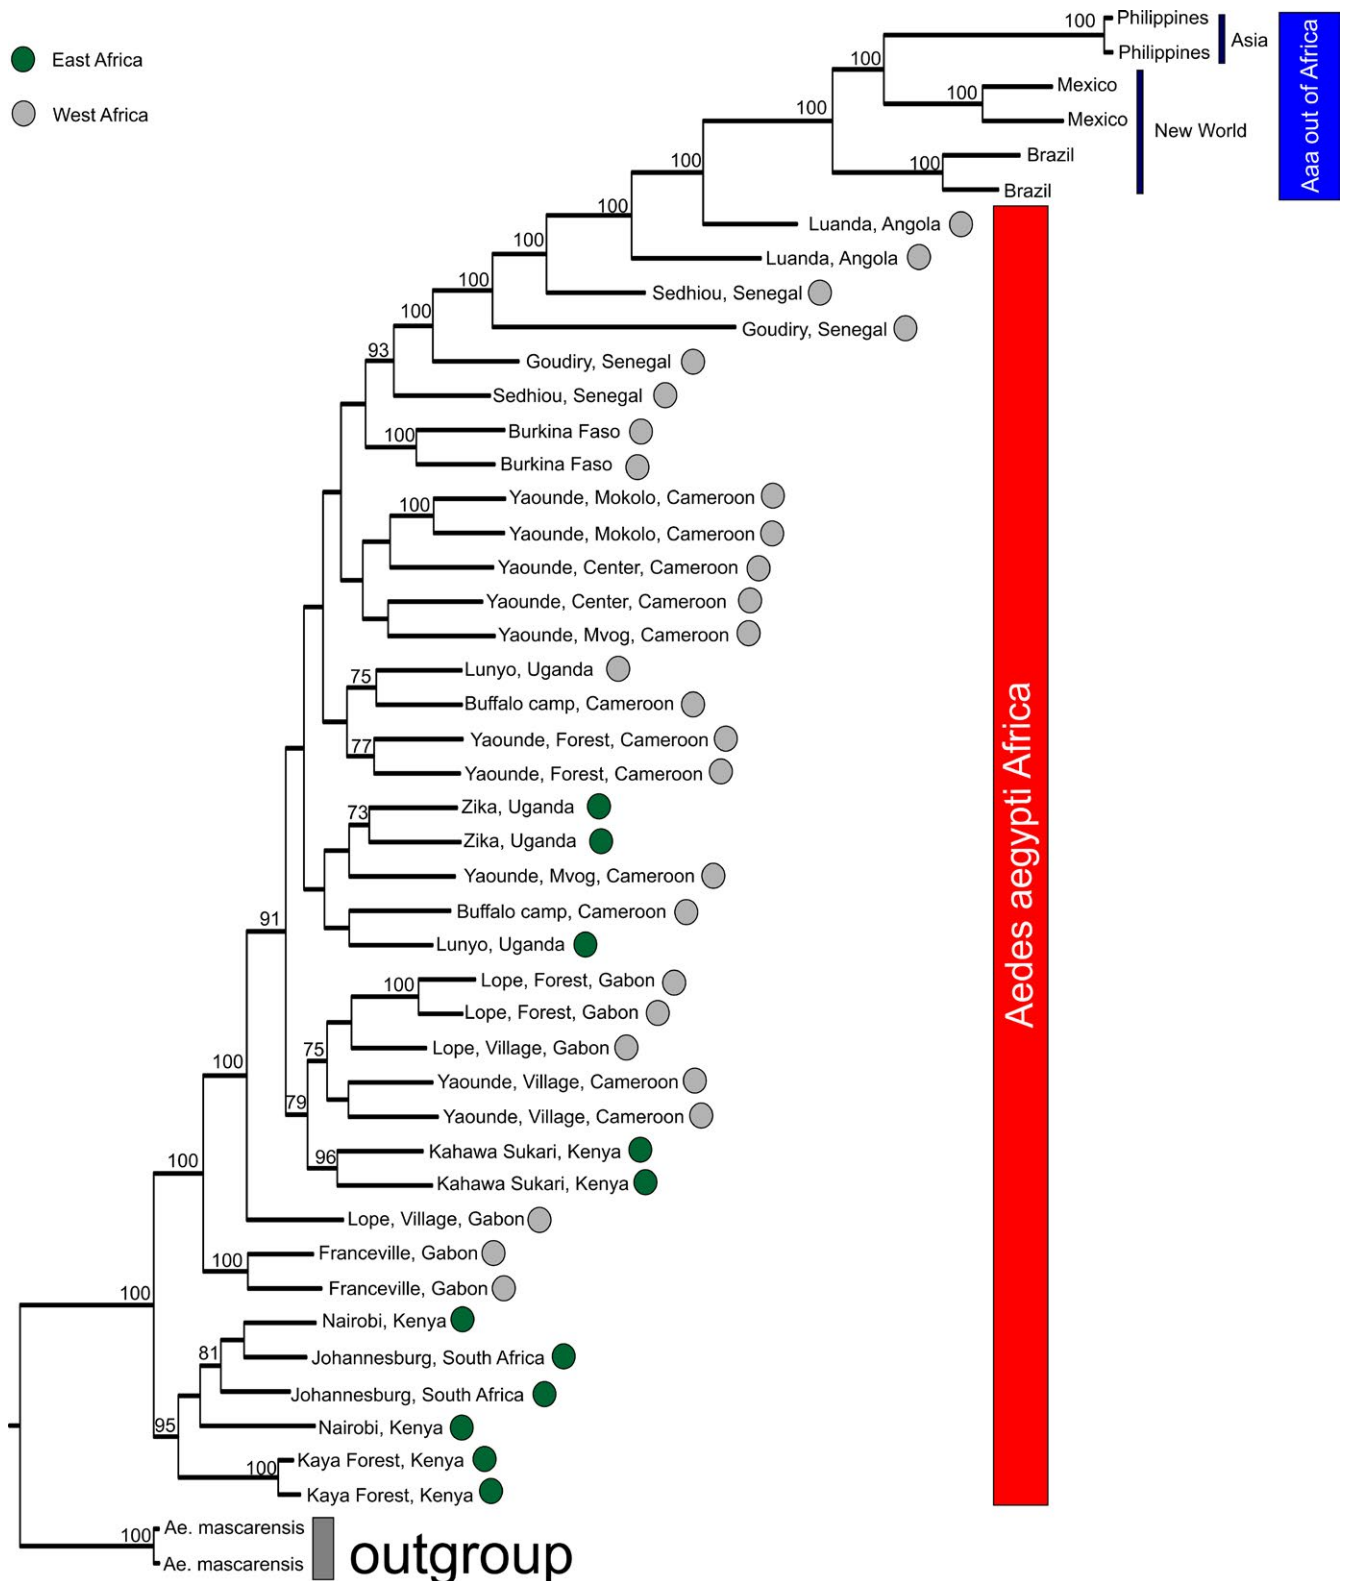 East Africa
West Africa
100
Philippines
Philippines
Asia
Aaa out of Africa
100
100
Mexico
Mexico
New World
100
100
Brazil
Brazil
100
Luanda, Angola
100
Luanda, Angola
100
Sedhiou, Senegal
100
Goudiry, Senegal
100
Goudiry, Senegal
93
Sedhiou, Senegal
100
Burkina Faso
Burkina Faso
100
Yaounde, Mokolo, Cameroon
Yaounde, Mokolo, Cameroon
Yaounde, Center, Cameroon
Yaounde, Center, Cameroon
Yaounde, Mvog, Cameroon
75
Lunyo, Uganda
Buffalo camp, Cameroon
77
Yaounde, Forest, Cameroon
Yaounde, Forest, Cameroon
Aedes aegypti Africa
73
Zika, Uganda
Zika, Uganda
Yaounde, Mvog, Cameroon
91
Buffalo camp, Cameroon
Lunyo, Uganda
100
Lope, Forest, Gabon
Lope, Forest, Gabon
75
Lope, Village, Gabon
100
Yaounde, Village, Cameroon
79
Yaounde, Village, Cameroon
96
Kahawa Sukari, Kenya
Kahawa Sukari, Kenya
100
Lope, Village, Gabon
100
Franceville, Gabon
Franceville, Gabon
100
Nairobi, Kenya
81
Johannesburg, South Africa
Johannesburg, South Africa
95
Nairobi, Kenya
100
Kaya Forest, Kenya
Kaya Forest, Kenya
100
Ae. mascarensis
Ae. mascarensis
outgroup